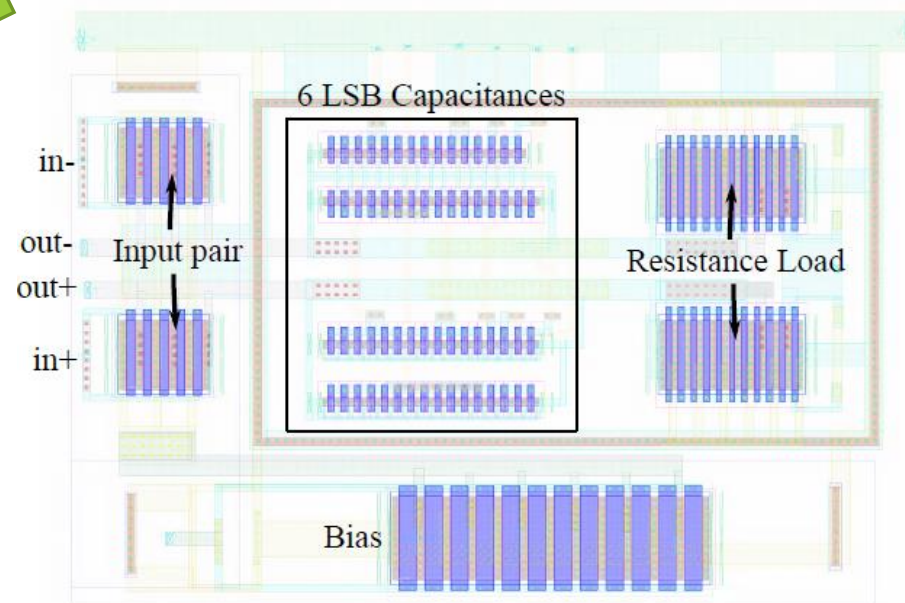 6 LSB Capacitances
in-
out-
Input pair
Resistance Load
out+
in+
Bias